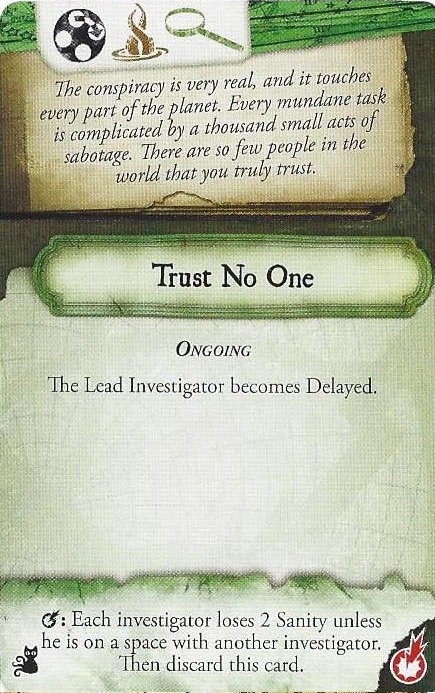 The conspiracy is very real, and it touches
every part of the planet. Every mundane task
is complicated by a thousand small acts of
sabotage. There are so few people in the
world that you truly trust.
Trust No One
Ongoing
The Lead Investigator becomes Delayed.
: Each investigator loses 2 Sanity unless
he is on a space with another investigator.
Then discard this card.